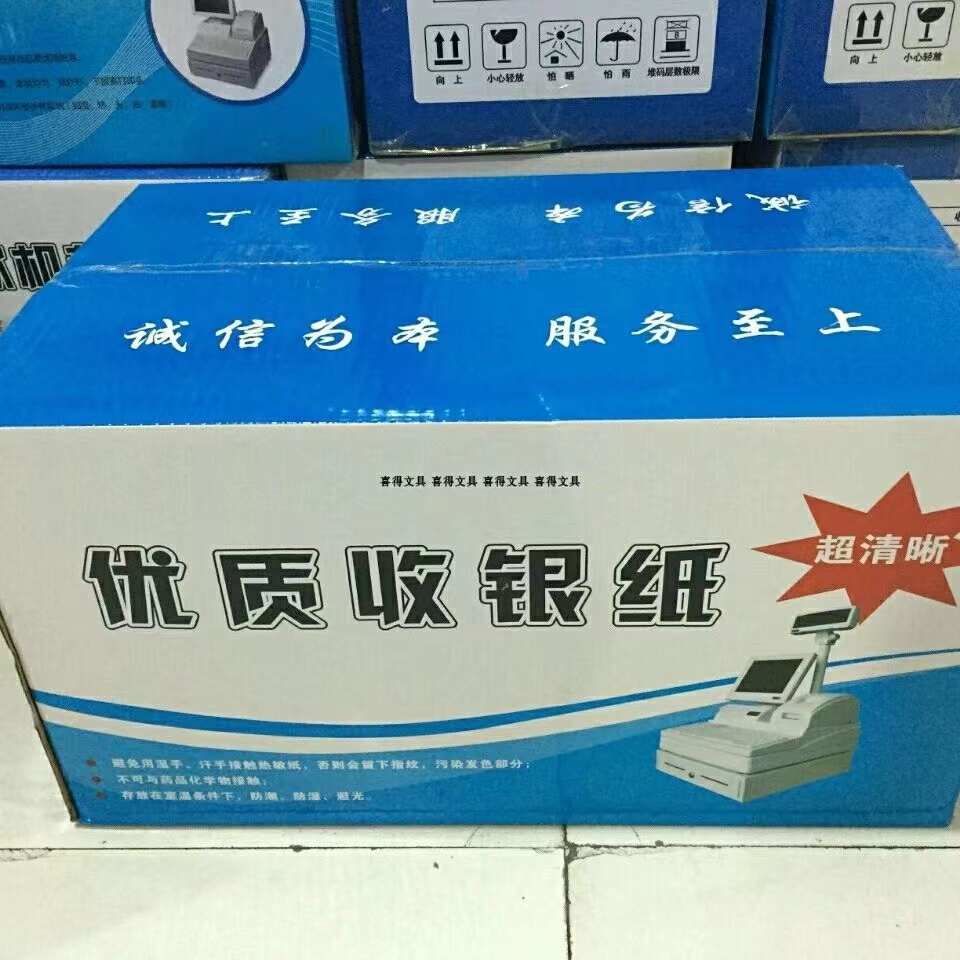 向上 小心轻放 怕晒 怕雨 堆码层数极限
向上 小心轻放
诚信为本 服务至上
诚信为本 服务至上
喜得文具 喜得文具 喜得文具 喜得文具
超清晰
优质收银纸
避免用湿手、汗手接触热敏纸，否则会留下指纹，污染发色部分；
不可与药品化学物接触；
存放在室温条件下，防潮、防湿、避光。